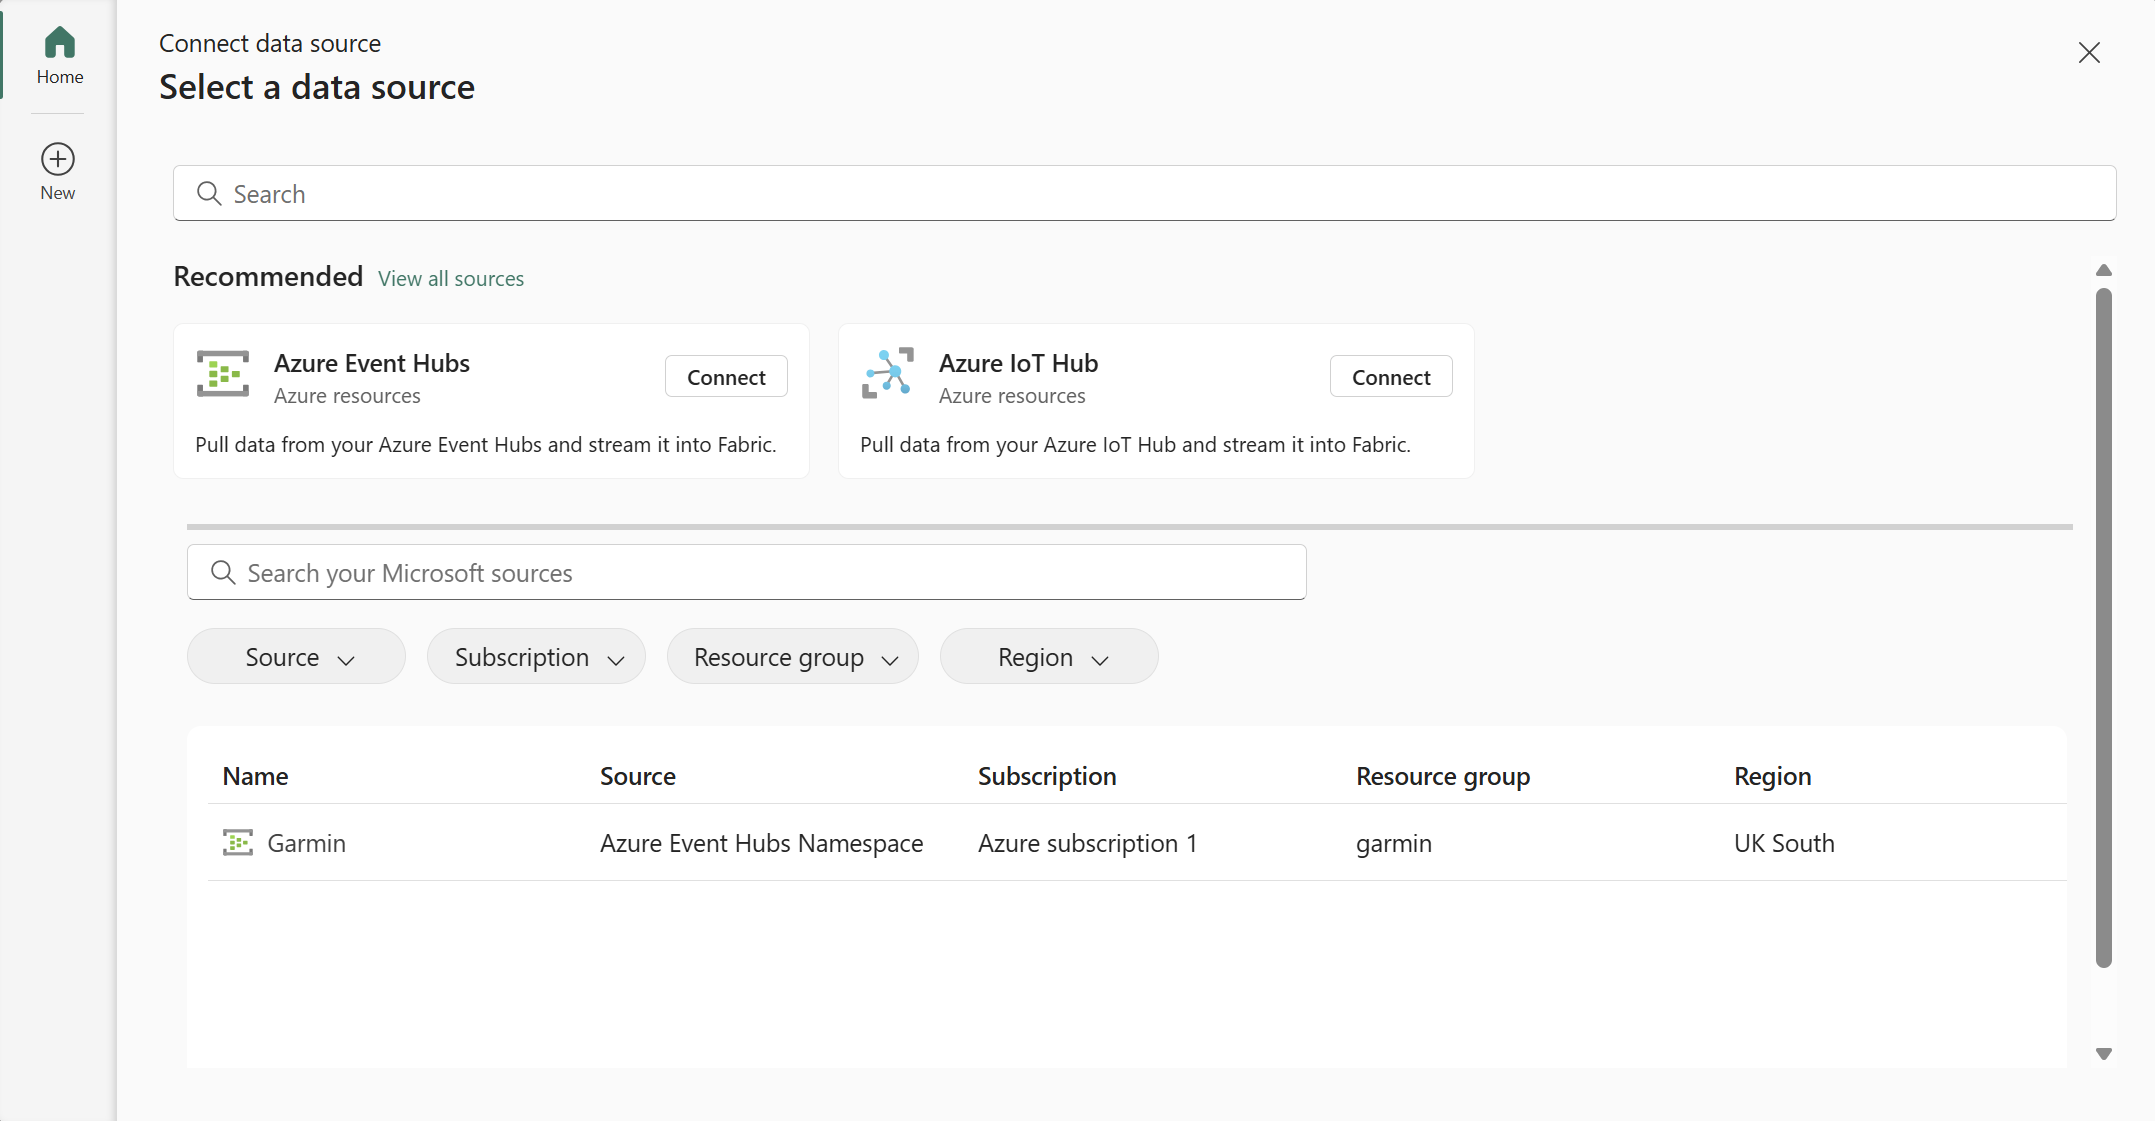 Home
New
Connect data source
Select a data source
Search
Recommended View all sources
Azure Event Hubs
Azure resources
Connect
Pull data from your Azure Event Hubs and stream it into Fabric.
Azure IoT Hub
Azure resources
Connect
Pull data from your Azure IoT Hub and stream it into Fabric.
Search your Microsoft sources
Source Subscription Resource group Region
Name Source Subscription Resource group Region
Garmin Azure Event Hubs Namespace Azure subscription 1 garmin UK South